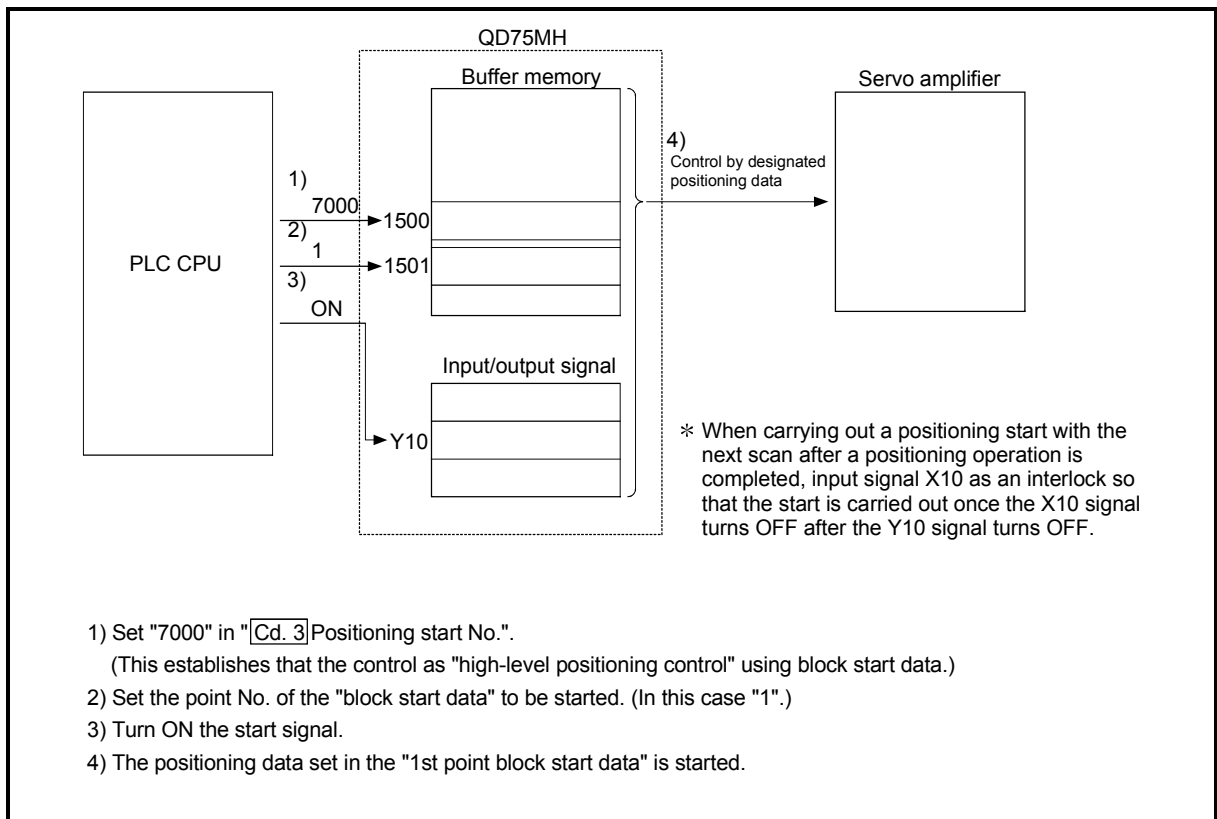 QD75MH
Buffer memory
Servo amplifier
4)
Control by designated
positioning data
1)
7000
1500
2)
1
1501
PLC CPU
3)
ON
Input/output signal
Y10
* When carrying out a positioning start with the
next scan after a positioning operation is
completed, input signal X10 as an interlock so
that the start is carried out once the X10 signal
turns OFF after the Y10 signal turns OFF.
1) Set "7000" in "Cd. 3 Positioning start No.".
(This establishes that the control as "high-level positioning control" using block start data.)
2) Set the point No. of the "block start data" to be started. (In this case "1".)
3) Turn ON the start signal.
4) The positioning data set in the "1st point block start data" is started.